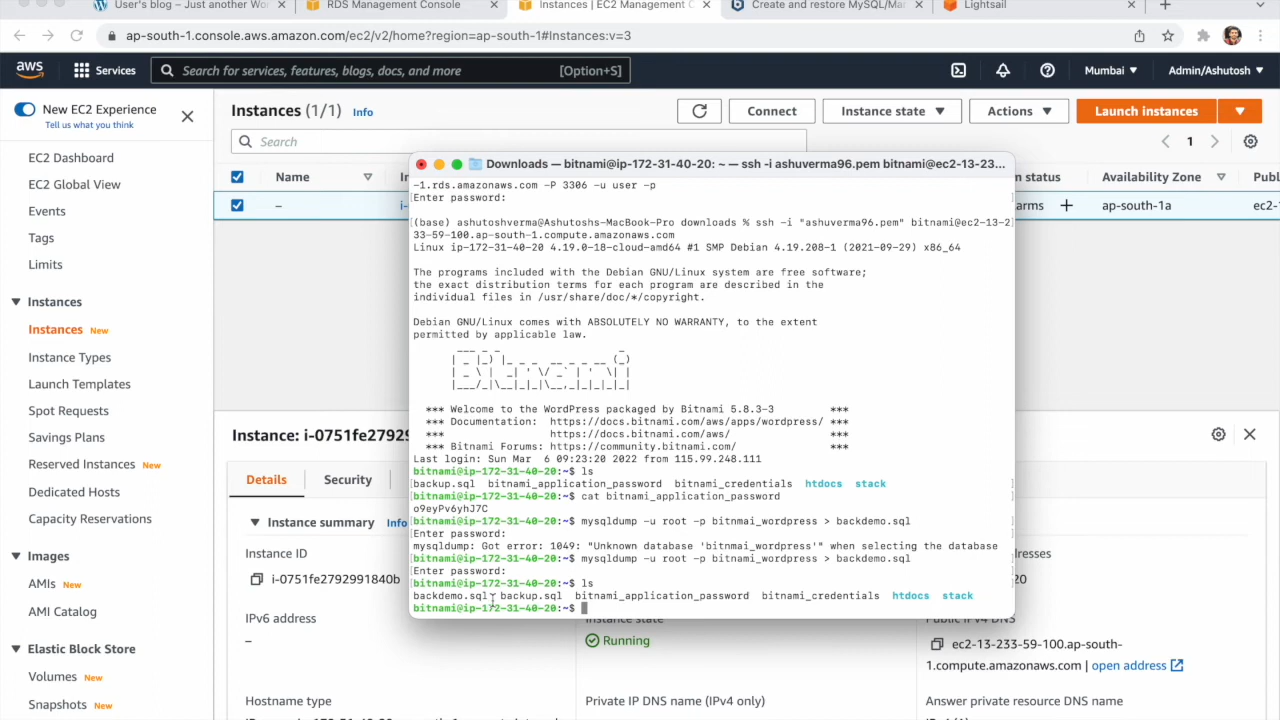 User's blog – Just another Wo
RDS Management Console
Instances | EC2 Management C
Create and restore MySQL/Mar
Lightsail
ap-south-1.console.aws.amazon.com/ec2/v2/home?region=ap-south-1#Instances:v=3
aws
Services
Search for services, features, blogs, docs, and more
[Option+S]
Mumbai
Admin/Ashutosh
New EC2 Experience
Tell us what you think
EC2 Dashboard
EC2 Global View
Events
Tags
Limits
Instances
Instances New
Instance Types
Launch Templates
Spot Requests
Savings Plans
Reserved Instances New
Dedicated Hosts
Capacity Reservations
Images
AMIs New
AMI Catalog
Elastic Block Store
Volumes New
Snapshots New
Instances (1/1) Info
Connect
Instance state
Actions
Launch instances
Search
1
Name
arm status
Availability Zone
Publ
–
i-
arms
ap-south-1a
ec2-
Downloads — bitnami@ip-172-31-40-20: ~ — ssh -i ashuverma96.pem bitnami@ec2-13-23...
-1.rds.amazonaws.com -P 3306 -u user -p
Enter password:
(base) ashutoshverma@Ashutoshs-MacBook-Pro downloads % ssh -i "ashuverma96.pem" bitnami@ec2-13-2
33-59-100.ap-south-1.compute.amazonaws.com
Linux ip-172-31-40-20 4.19.0-18-cloud-amd64 #1 SMP Debian 4.19.208-1 (2021-09-29) x86_64
The programs included with the Debian GNU/Linux system are free software;
the exact distribution terms for each program are described in the
individual files in /usr/share/doc/*/copyright.
Debian GNU/Linux comes with ABSOLUTELY NO WARRANTY, to the extent
permitted by applicable law.
*** Welcome to the WordPress packaged by Bitnami 5.8.3-3 ***
*** Documentation: https://docs.bitnami.com/aws/apps/wordpress/ ***
*** https://docs.bitnami.com/aws/ ***
*** Bitnami Forums: https://community.bitnami.com/ ***
Last login: Sun Mar 6 09:23:20 2022 from 115.99.248.111
bitnami@ip-172-31-40-20:~$ ls
backup.sql bitnami_application_password bitnami_credentials htdocs stack
bitnami@ip-172-31-40-20:~$ cat bitnami_application_password
o9eyPv6yhJ7C
bitnami@ip-172-31-40-20:~$ mysqldump -u root -p bitnmai_wordpress > backdemo.sql
Enter password:
mysqldump: Got error: 1049: "Unknown database 'bitnmai_wordpress'" when selecting the database
bitnami@ip-172-31-40-20:~$ mysqldump -u root -p bitnami_wordpress > backdemo.sql
Enter password:
bitnami@ip-172-31-40-20:~$ ls
backdemo.sql backup.sql bitnami_application_password bitnami_credentials htdocs stack
bitnami@ip-172-31-40-20:~$
Instance: i-0751fe27929
Details
Security
Instance summary Info
Instance ID
i-0751fe2792991840b
IPv6 address
–
Hostname type
Running
Private IP DNS name (IPv4 only)
dresses
20
Public IPv4 DNS
ec2-13-233-59-100.ap-south-
1.compute.amazonaws.com | open address
Answer private resource DNS name